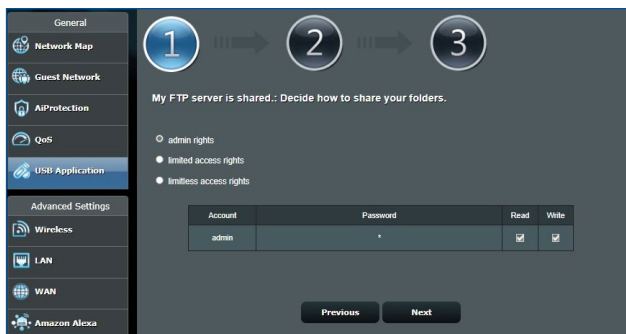 General
Network Map
Guest Network
AiProtection
QoS
USB Application
Advanced Settings
Wireless
LAN
WAN
Amazon Alexa
1 2 3
My FTP server is shared.: Decide how to share your folders.
admin rights
limited access rights
limitless access rights
Account Password Read Write
admin *
Previous Next